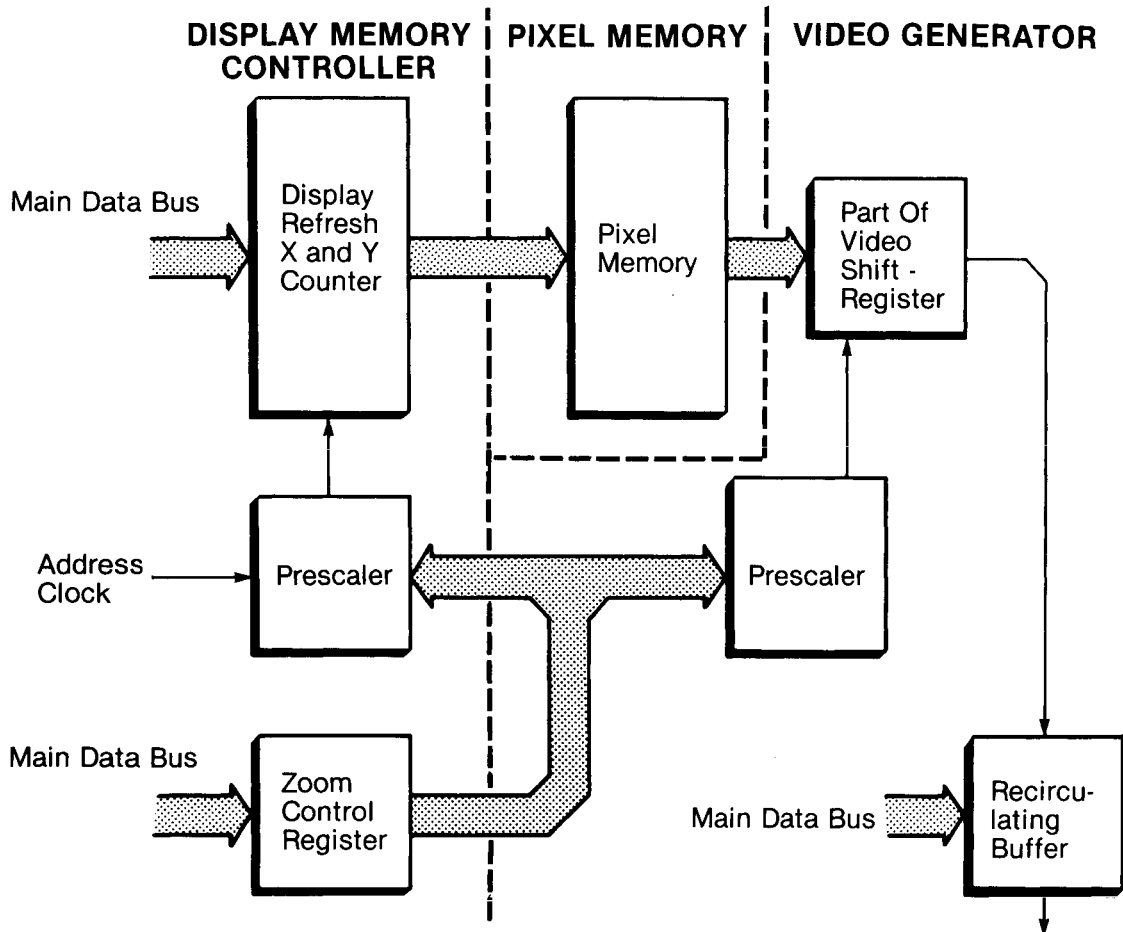 DISPLAY MEMORY
CONTROLLER
PIXEL MEMORY
VIDEO GENERATOR
Main Data Bus
Display
Refresh
X and Y
Counter
Pixel
Memory
Part Of
Video
Shift -
Register
Address
Clock
Prescaler
Prescaler
Main Data Bus
Zoom
Control
Register
Main Data Bus
Recircu-
lating
Buffer